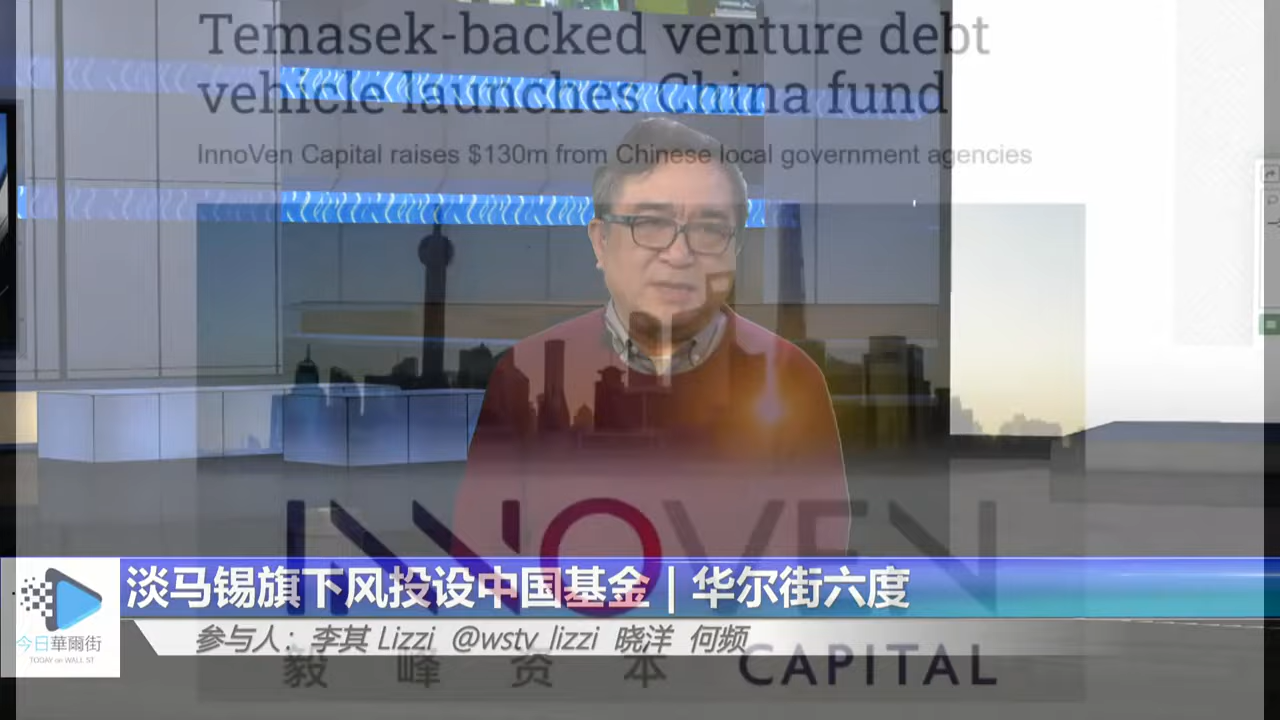 Temasek-backed venture debt
vehicle launches China fund
InnoVen Capital raises $130m from Chinese local government agencies
INNOVEN
淡马锡旗下风投设中国基金 | 华尔街六度
今日華爾街
TODAY on WALL ST
参与人：李其 Lizzi @wstv_lizzi 晓洋 何频
毅峰资本 CAPITAL